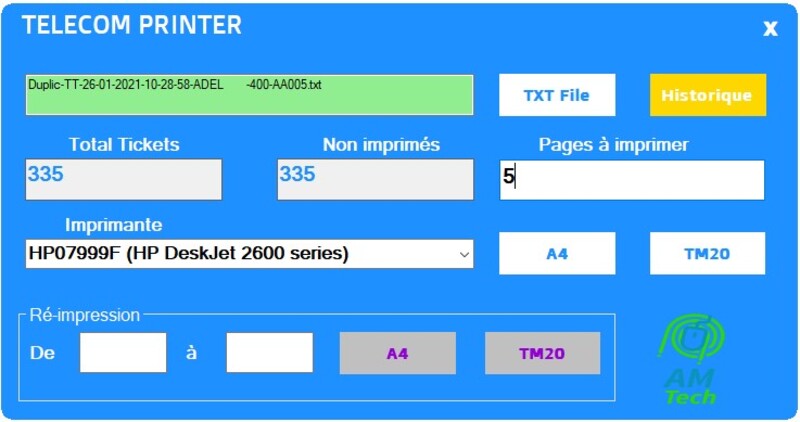 TELECOM PRINTER
x
Duplic-TT-26-01-2021-10-28-58-ADEL -400-AA005.txt
TXT File
Historique
Total Tickets
Non imprimés
Pages à imprimer
335
335
5
Imprimante
HP07999F (HP DeskJet 2600 series)
A4
TM20
Ré-impression
De
à
A4
TM20
AM
Tech